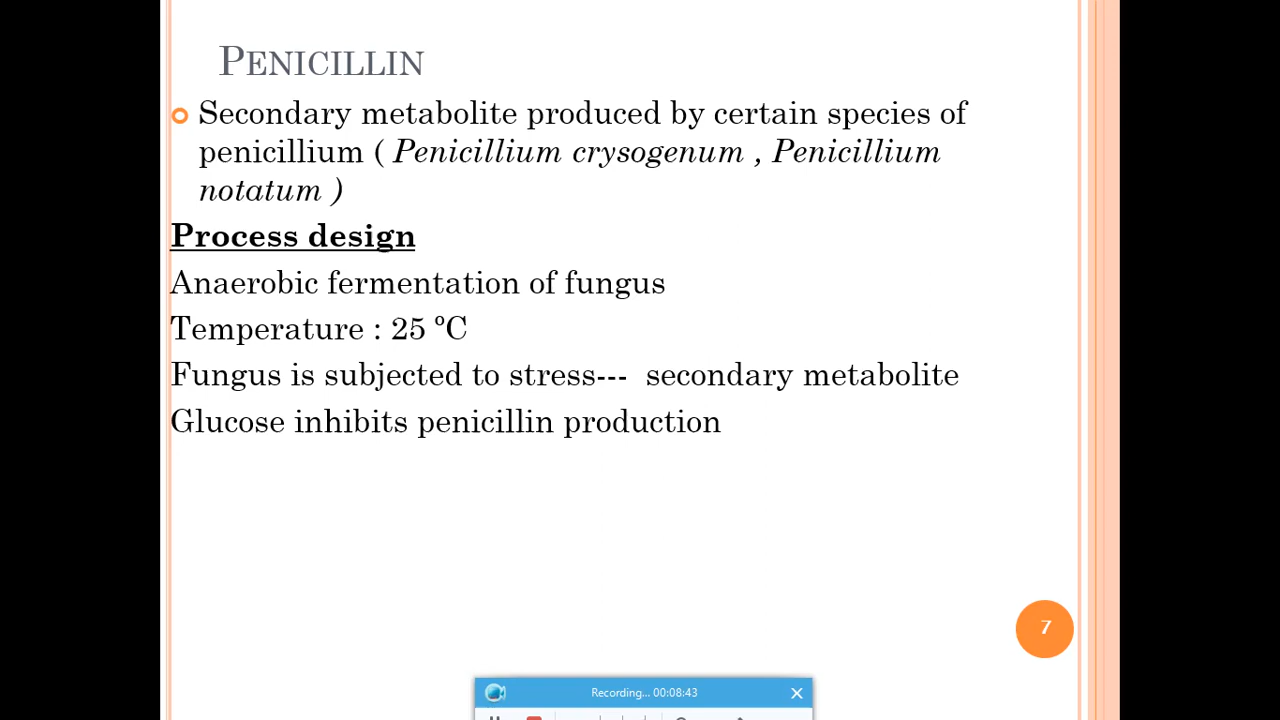 PENICILLIN
Secondary metabolite produced by certain species of
penicillium ( Penicillium crysogenum , Penicillium
notatum )
Process design
Anaerobic fermentation of fungus
Temperature : 25 ºC
Fungus is subjected to stress--- secondary metabolite
Glucose inhibits penicillin production
7
Recording... 00:08:43